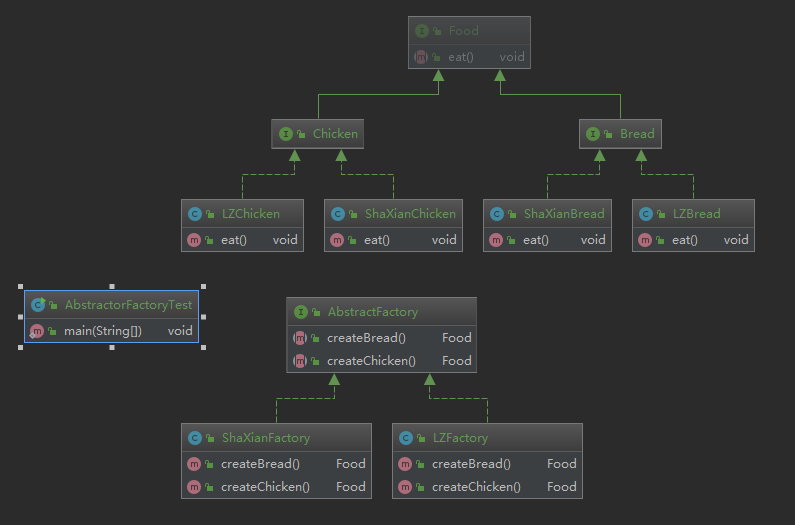 Food
eat() void
Chicken
Bread
LZChicken
eat() void
ShaXianChicken
eat() void
ShaXianBread
eat() void
LZBread
eat() void
AbstractorFactoryTest
main(String[]) void
AbstractFactory
createBread() Food
createChicken() Food
ShaXianFactory
createBread() Food
createChicken() Food
LZFactory
createBread() Food
createChicken() Food